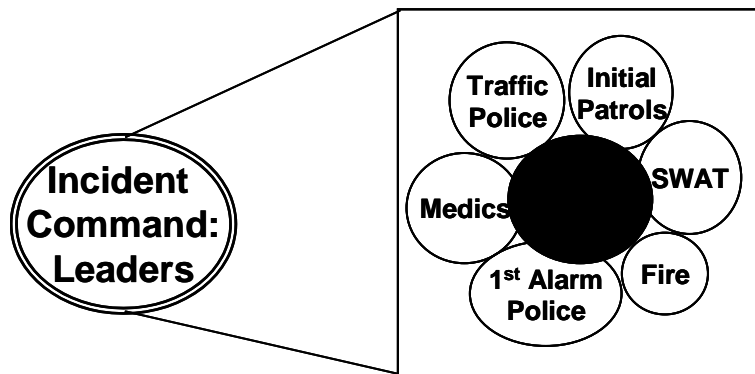 Incident
Command:
Leaders
Traffic
Police
Initial
Patrols
Medics
SWAT
1st Alarm
Police
Fire